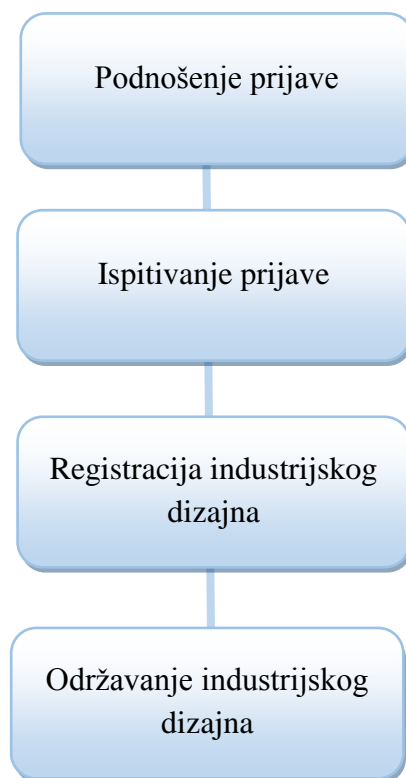 Podnošenje prijave
Ispitivanje prijave
Registracija industrijskog
dizajna
Održavanje industrijskog
dizajna